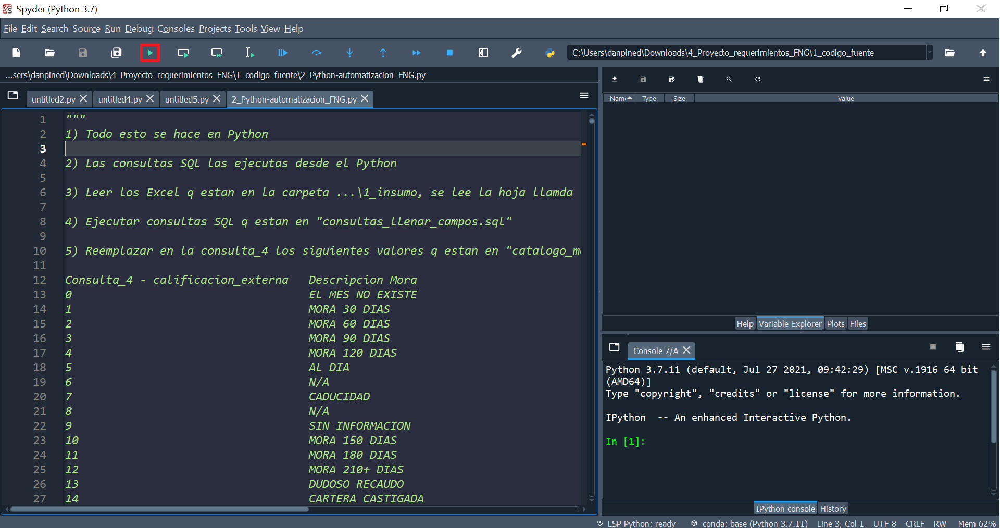 Spyder (Python 3.7)
File Edit Search Source Run Debug Consoles Projects Tools View Help
C:\Users\danpined\Downloads\4_Proyecto_requerimientos_FNG\1_codigo_fuente
...sers\danpined\Downloads\4_Proyecto_requerimientos_FNG\1_codigo_fuente\2_Python-automatizacion_FNG.py
untitled2.py untitled4.py untitled5.py 2_Python-automatizacion_FNG.py
1 """
2 1) Todo esto se hace en Python
3
4 2) Las consultas SQL las ejecutas desde el Python
5
6 3) Leer los Excel q estan en la carpeta ...\1_insumo, se lee la hoja llamda
7
8 4) Ejecutar consultas SQL q estan en "consultas_llenar_campos.sql"
9
10 5) Reemplazar en la consulta_4 los siguientes valores q estan en "catalogo_m
11
12 Consulta_4 - calificacion_externa Descripcion Mora
13 0 EL MES NO EXISTE
14 1 MORA 30 DIAS
15 2 MORA 60 DIAS
16 3 MORA 90 DIAS
17 4 MORA 120 DIAS
18 5 AL DIA
19 6 N/A
20 7 CADUCIDAD
21 8 N/A
22 9 SIN INFORMACION
23 10 MORA 150 DIAS
24 11 MORA 180 DIAS
25 12 MORA 210+ DIAS
26 13 DUDOSO RECAUDO
27 14 CARTERA CASTIGADA
Nam Type Size Value
Help Variable Explorer Plots Files
Console 7/A
Python 3.7.11 (default, Jul 27 2021, 09:42:29) [MSC v.1916 64 bit
(AMD64)]
Type "copyright", "credits" or "license" for more information.
IPython -- An enhanced Interactive Python.
In [1]:
IPython console History
LSP Python: ready conda: base (Python 3.7.11) Line 3, Col 1 UTF-8 CRLF RW Mem 62%